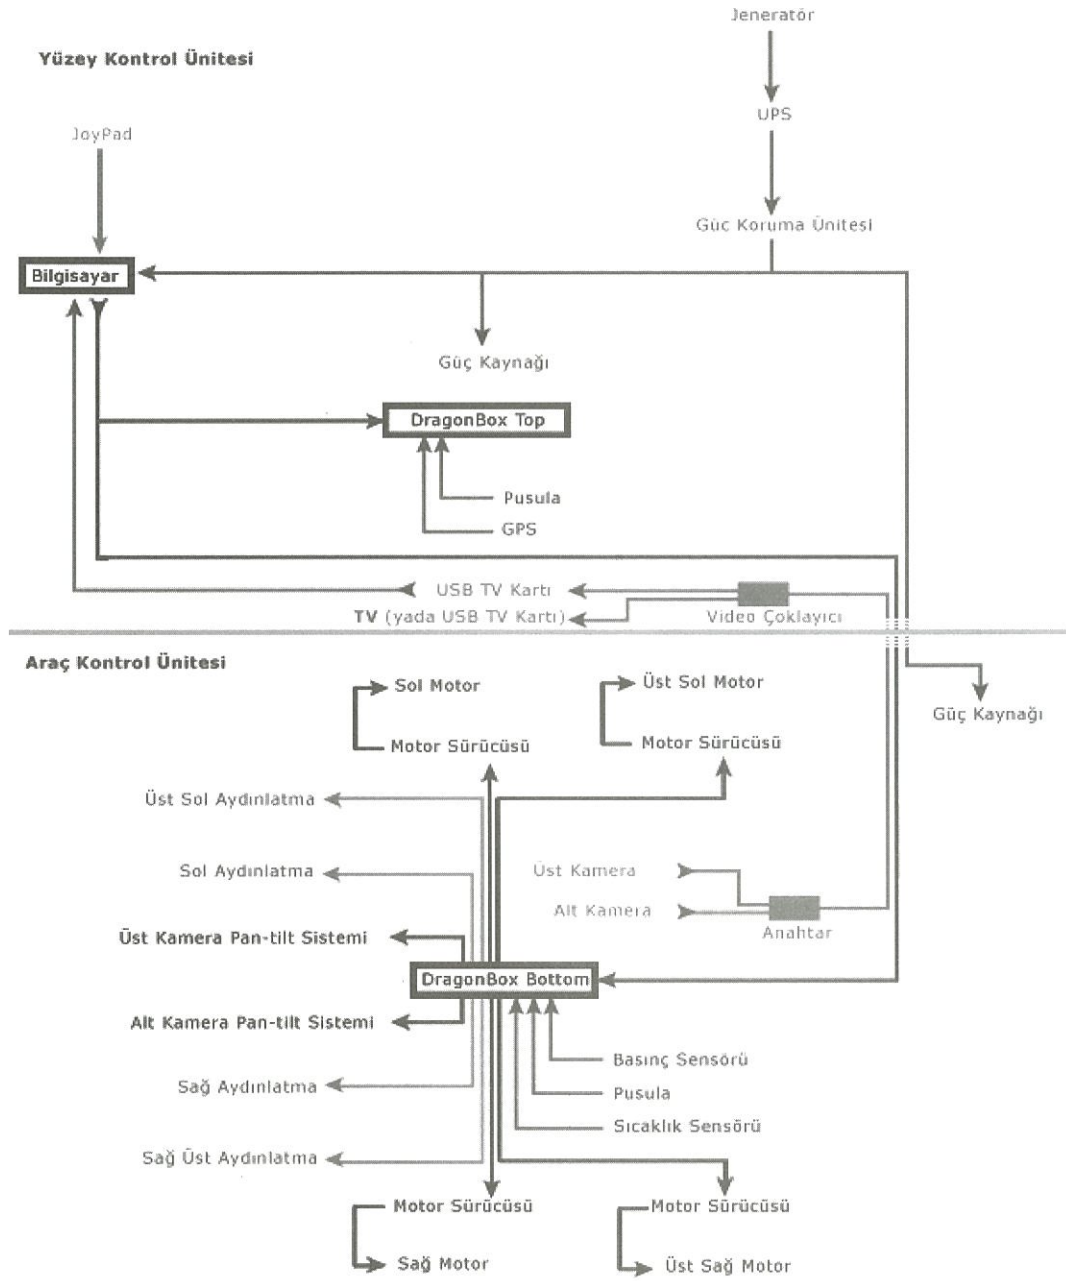 Jeneratör
Yüzey Kontrol Ünitesi
UPS
JoyPad
Güc Koruma Ünitesi
Bilgisayar
Güç Kaynağı
DragonBox Top
Pusula
GPS
USB TV Kartı
TV (yada USB TV Kartı)
Video Çoklayıcı
Araç Kontrol Ünitesi
Sol Motor
Üst Sol Motor
Güç Kaynağı
Motor Sürücüsü
Motor Sürücüsü
Üst Sol Aydınlatma
Sol Aydınlatma
Üst Kamera
Alt Kamera
Anahtar
Üst Kamera Pan-tilt Sistemi
DragonBox Bottom
Alt Kamera Pan-tilt Sistemi
Basınç Sensörü
Sağ Aydınlatma
Pusula
Sıcaklık Sensörü
Sağ Üst Aydınlatma
Motor Sürücüsü
Motor Sürücüsü
Sağ Motor
Üst Sağ Motor